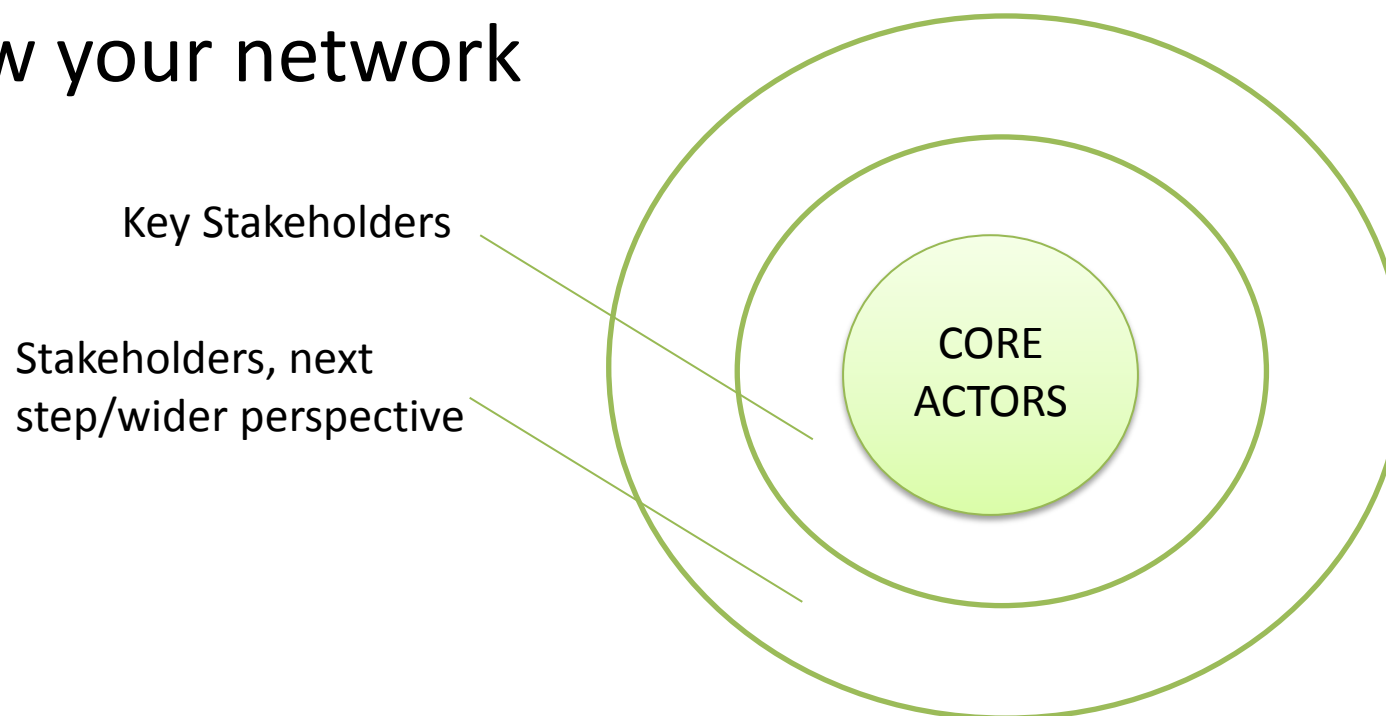 w your network
Key Stakeholders
Stakeholders, next
step/wider perspective
CORE
ACTORS